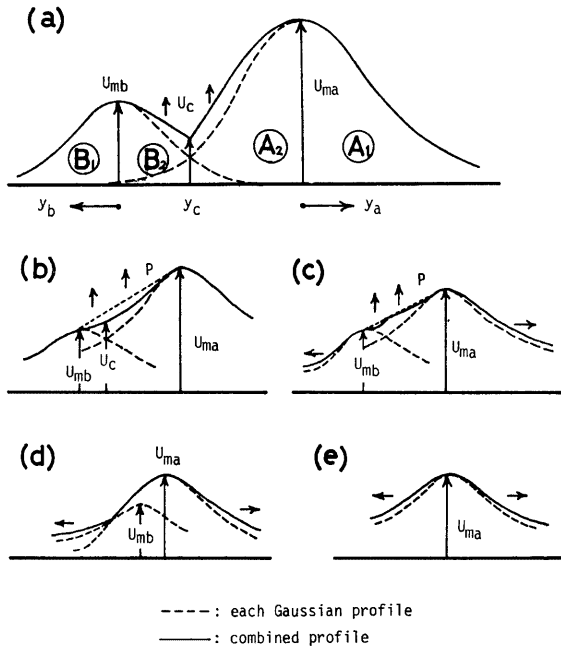 (a)
Umb
Uc
Uma
B1
B2
A2
A1
yb
yc
ya
(b)
P
Umb
Uc
Uma
(c)
P
Umb
Uma
(d)
Uma
Umb
(e)
Uma
----: each Gaussian profile
——: combined profile